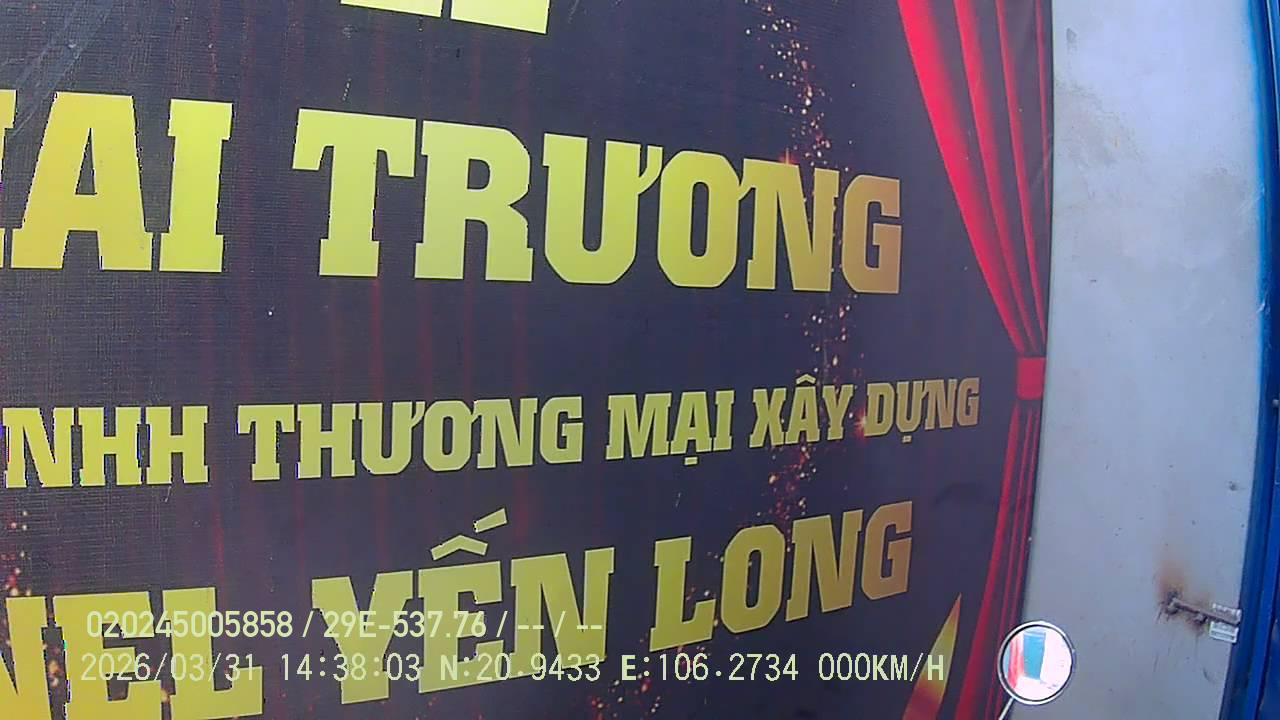 AI TRƯƠNG
NHH THƯƠNG MẠI XÂY DỰNG
NEL YẾN LONG
020245005858 / 29E-537.76 / -- / --
2026/03/31 14:38:03 N:20.9433 E:106.2734 000KM/H